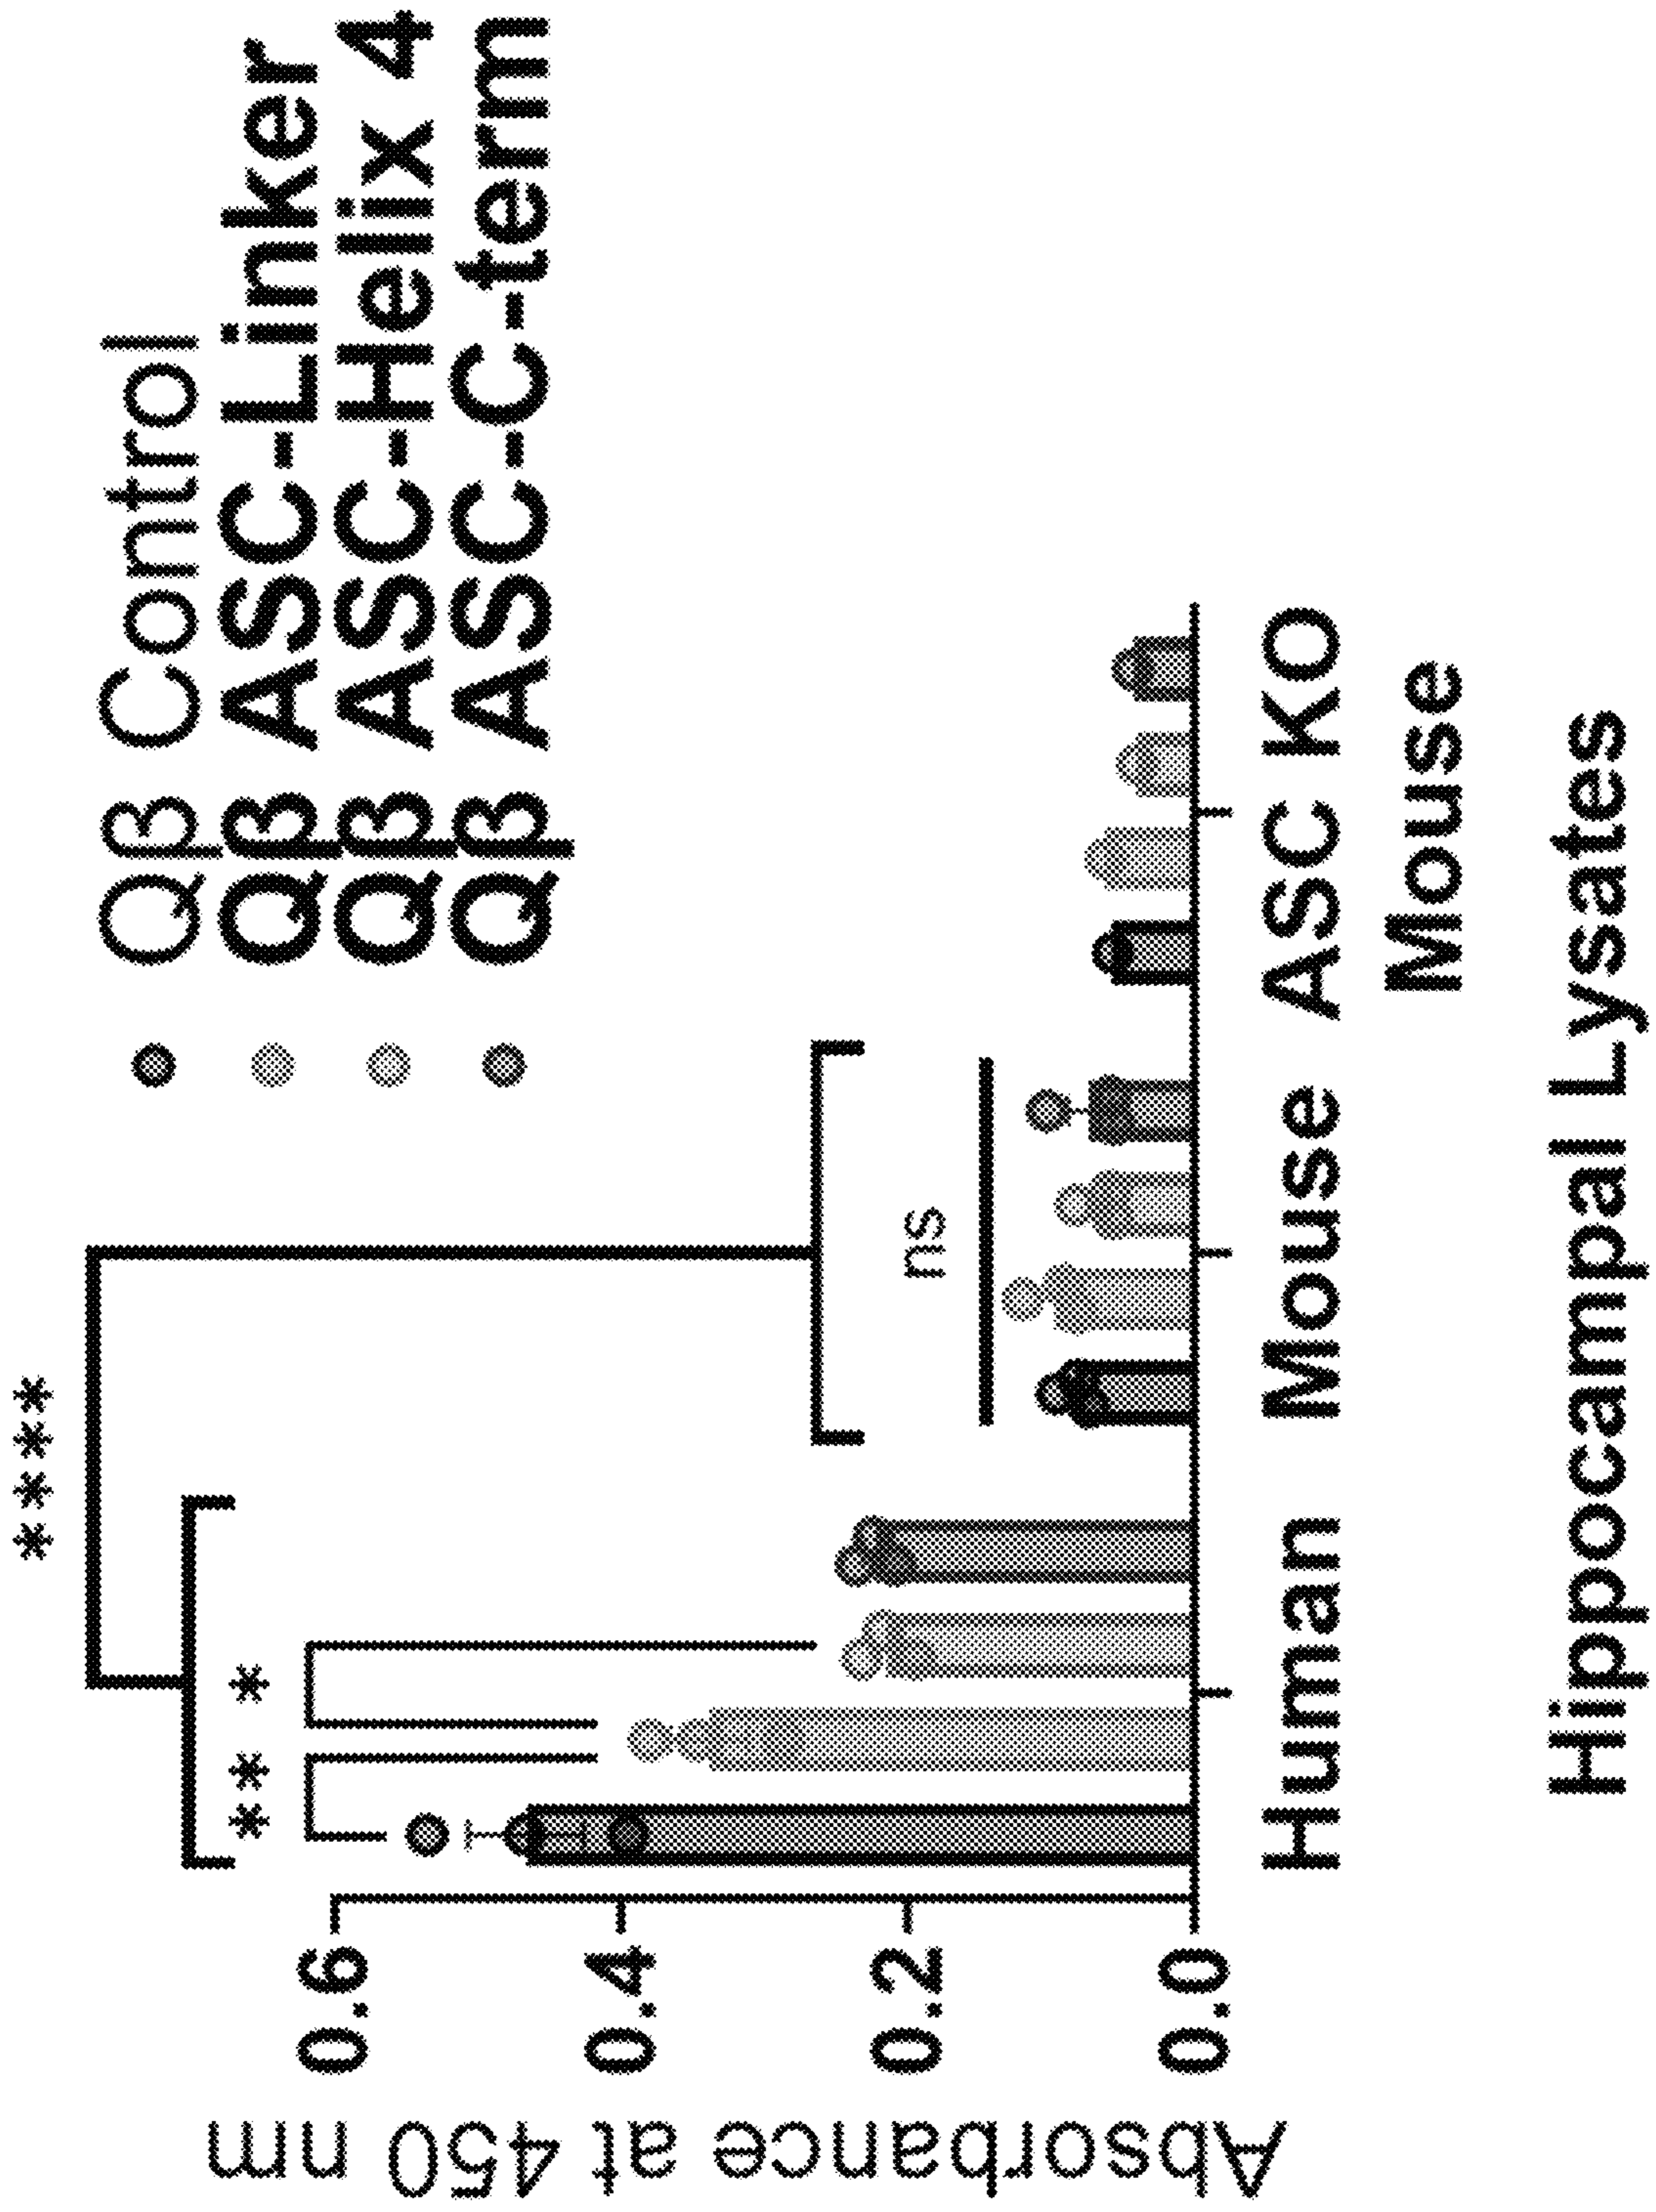 ****
Qβ Control
Qβ ASC-Linker
Qβ ASC-Helix 4
Qβ ASC-C-term
** *
ns
Absorbance at 450 nm
0.6
0.4
0.2
0.0
Human
Mouse
ASC KO
Mouse
Hippocampal Lysates